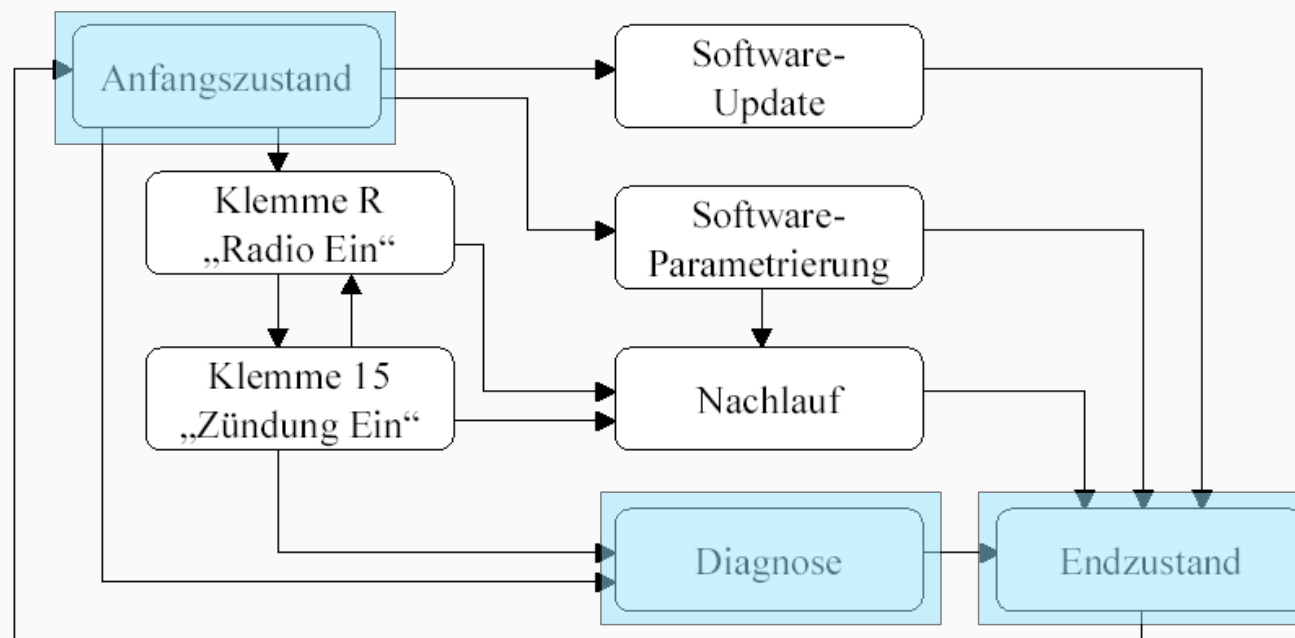 Anfangszustand
Software-
Update
Klemme R
„Radio Ein“
Software-
Parametrierung
Klemme 15
„Zündung Ein“
Nachlauf
Diagnose
Endzustand